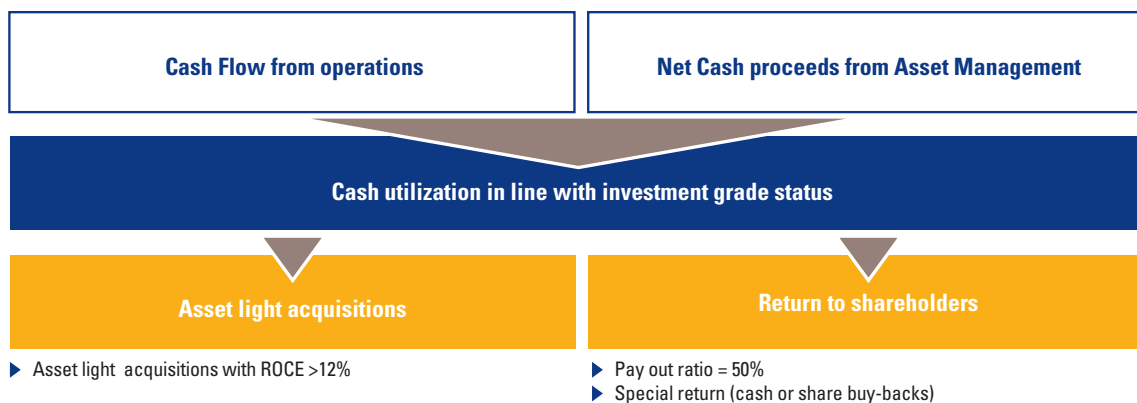 Cash Flow from operations
Net Cash proceeds from Asset Management
Cash utilization in line with investment grade status
Asset light acquisitions
Return to shareholders
Asset light acquisitions with ROCE >12%
Pay out ratio = 50%
Special return (cash or share buy-backs)